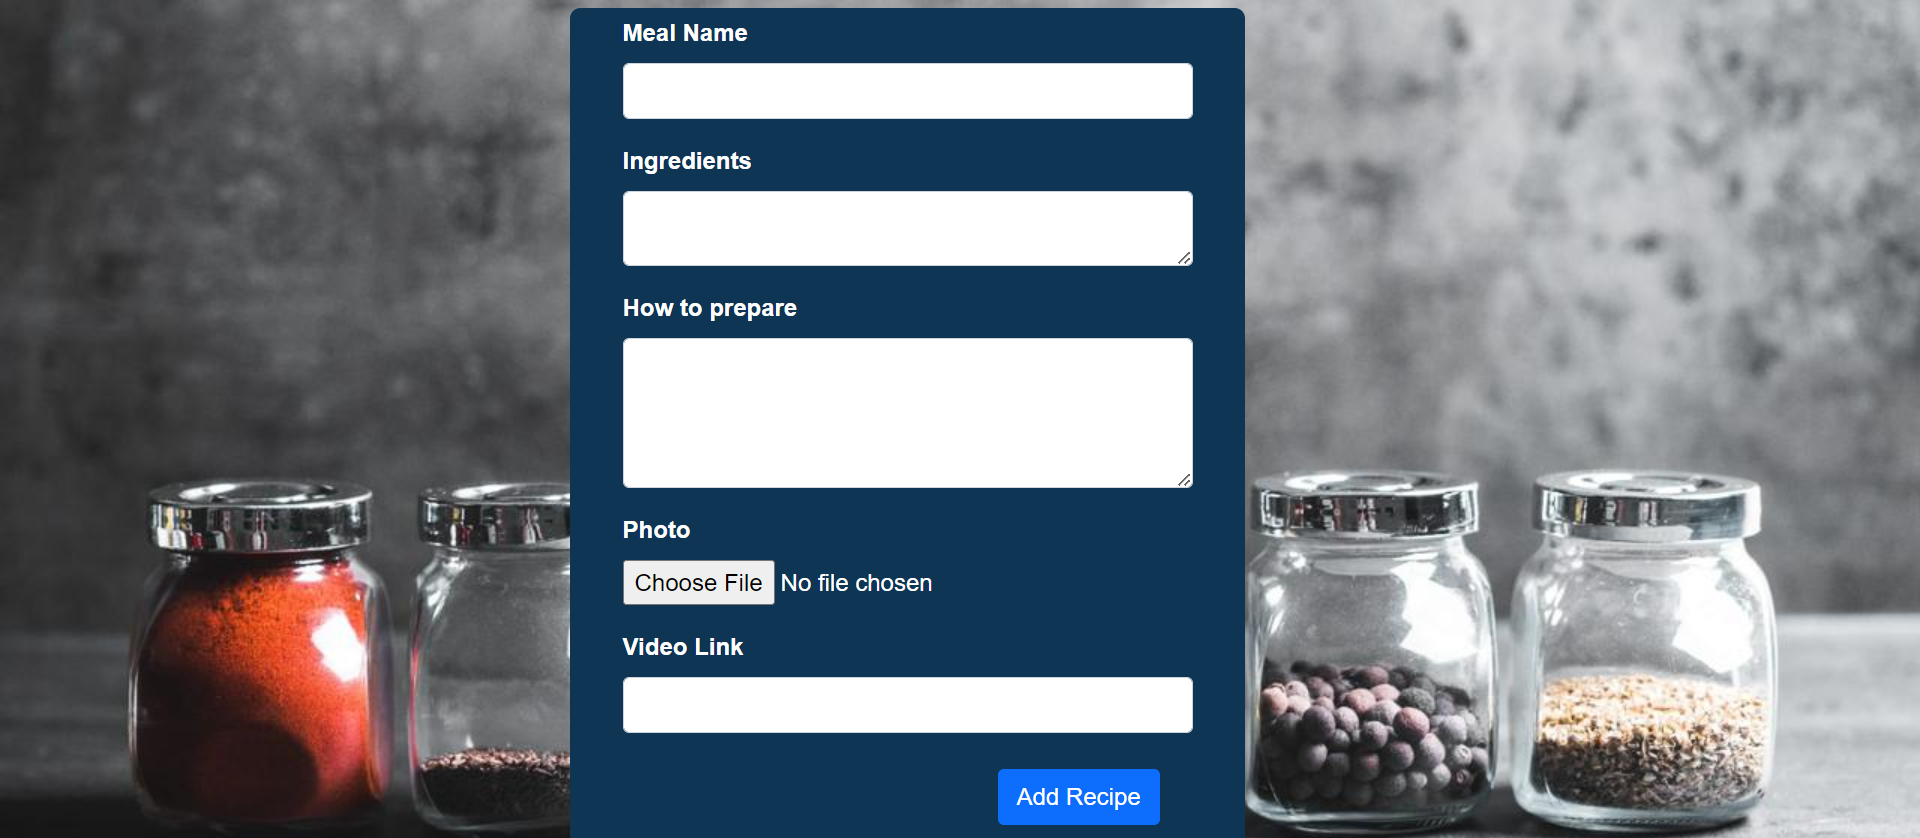 Meal Name
Ingredients
How to prepare
Photo
Choose File No file chosen
Video Link
Add Recipe